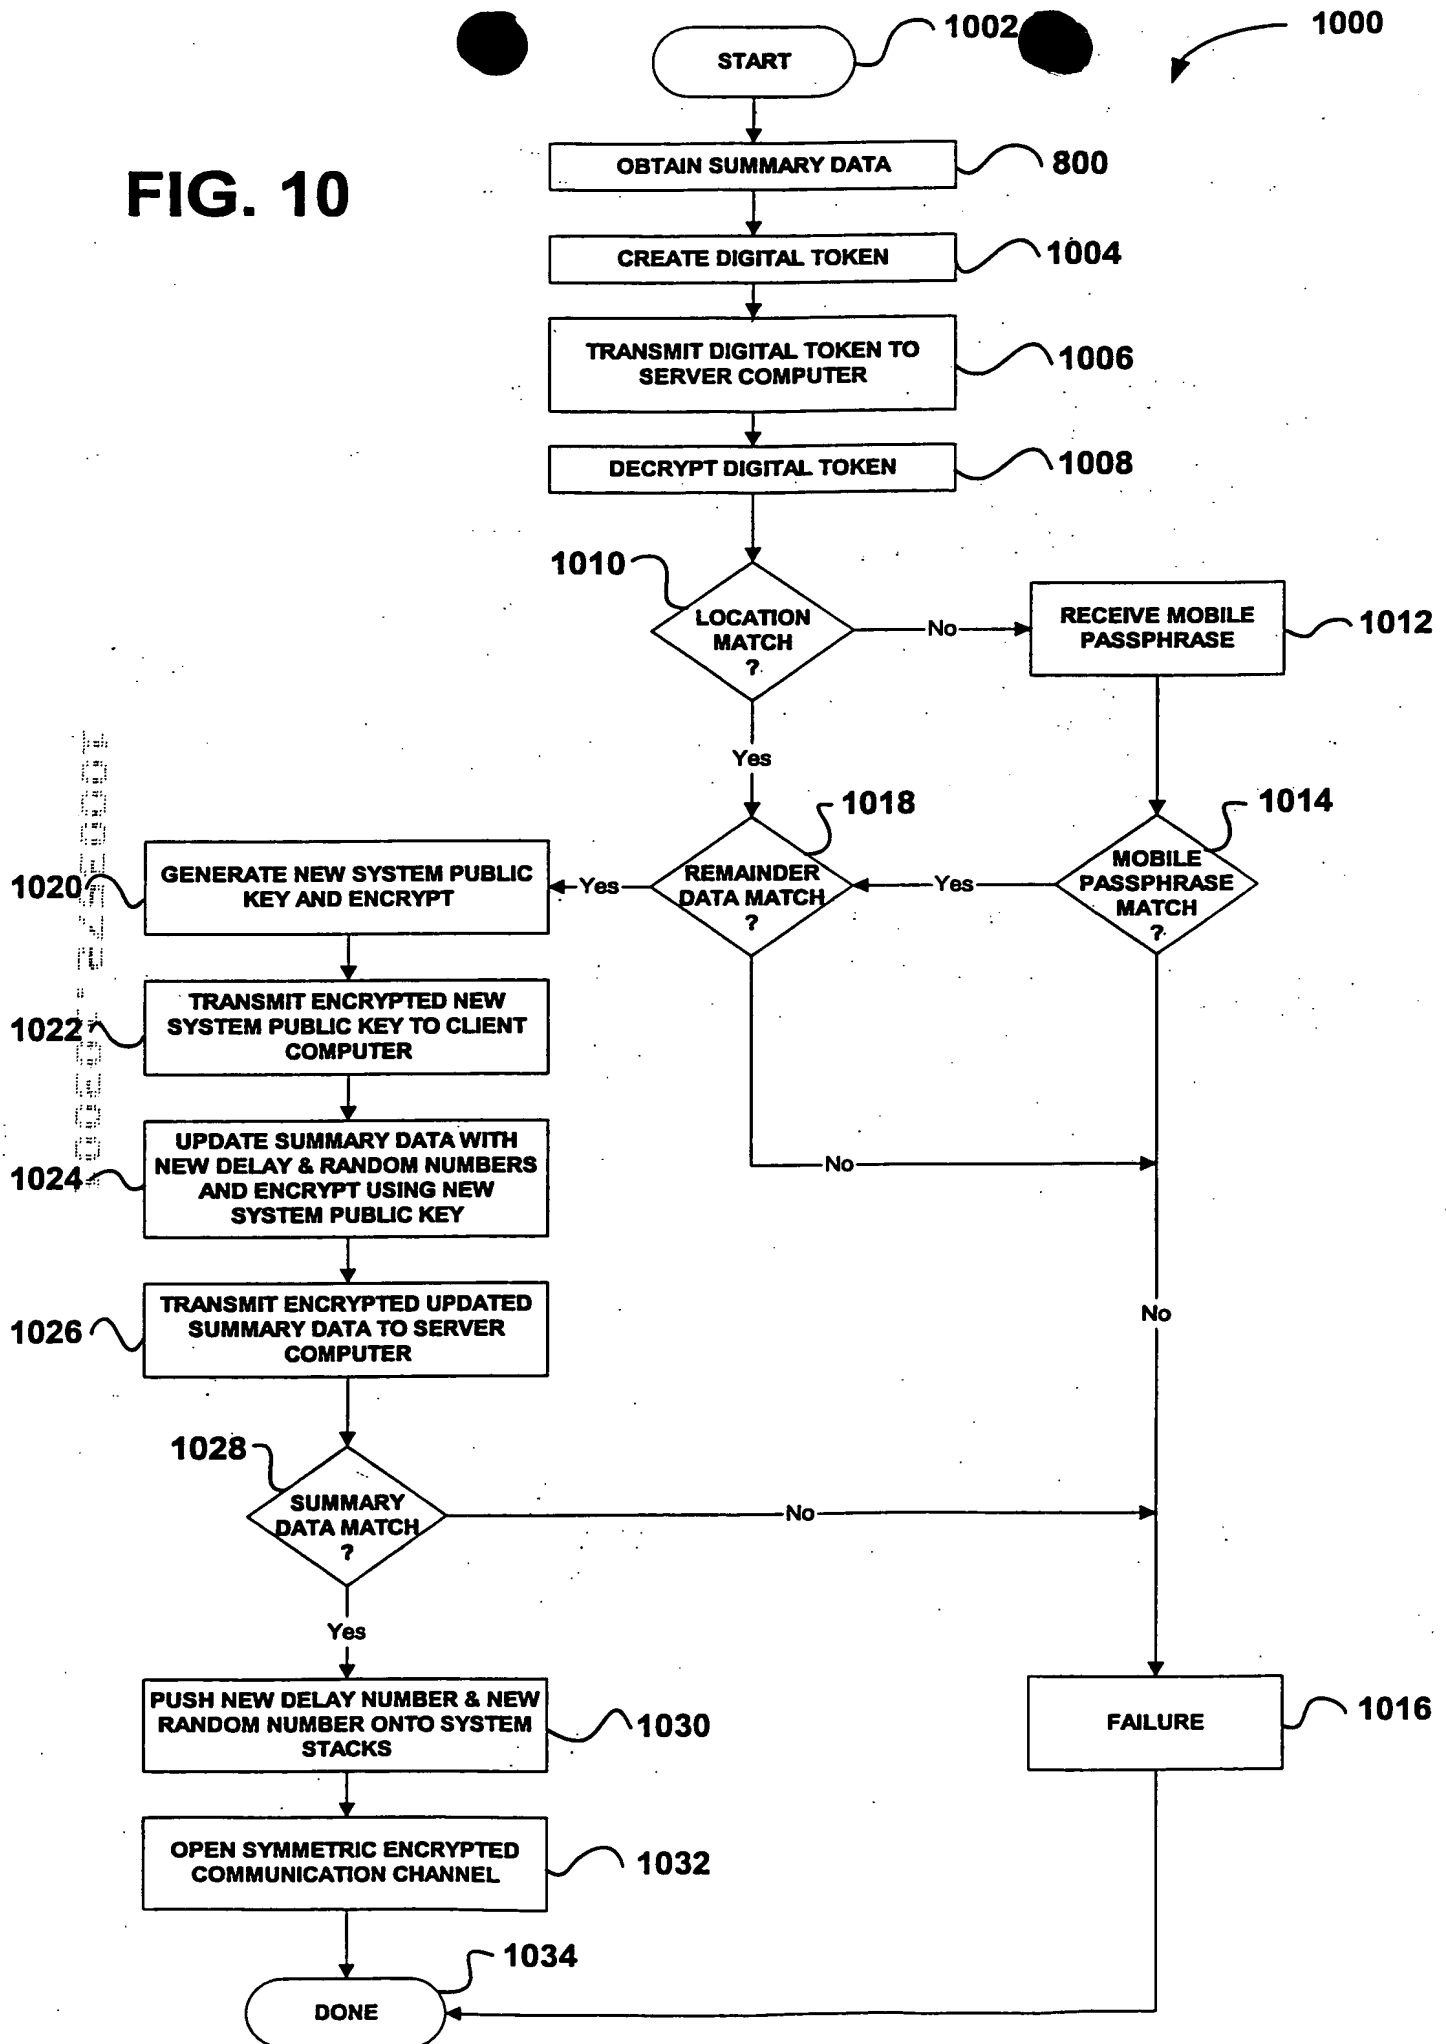 1002
1000
START
FIG. 10
OBTAIN SUMMARY DATA
800
CREATE DIGITAL TOKEN
1004
TRANSMIT DIGITAL TOKEN TO
SERVER COMPUTER
1006
DECRYPT DIGITAL TOKEN
1008
1010
LOCATION
MATCH
?
No
RECEIVE MOBILE
PASSPHRASE
1012
Yes
1018
1014
GENERATE NEW SYSTEM PUBLIC
KEY AND ENCRYPT
1020
Yes
REMAINDER
DATA MATCH
?
Yes
MOBILE
PASSPHRASE
MATCH
?
TRANSMIT ENCRYPTED NEW
SYSTEM PUBLIC KEY TO CLIENT
COMPUTER
1022
UPDATE SUMMARY DATA WITH
NEW DELAY & RANDOM NUMBERS
AND ENCRYPT USING NEW
SYSTEM PUBLIC KEY
1024
No
TRANSMIT ENCRYPTED UPDATED
SUMMARY DATA TO SERVER
COMPUTER
1026
No
1028
SUMMARY
DATA MATCH
?
No
Yes
PUSH NEW DELAY NUMBER & NEW
RANDOM NUMBER ONTO SYSTEM
STACKS
1030
FAILURE
1016
OPEN SYMMETRIC ENCRYPTED
COMMUNICATION CHANNEL
1032
1034
DONE